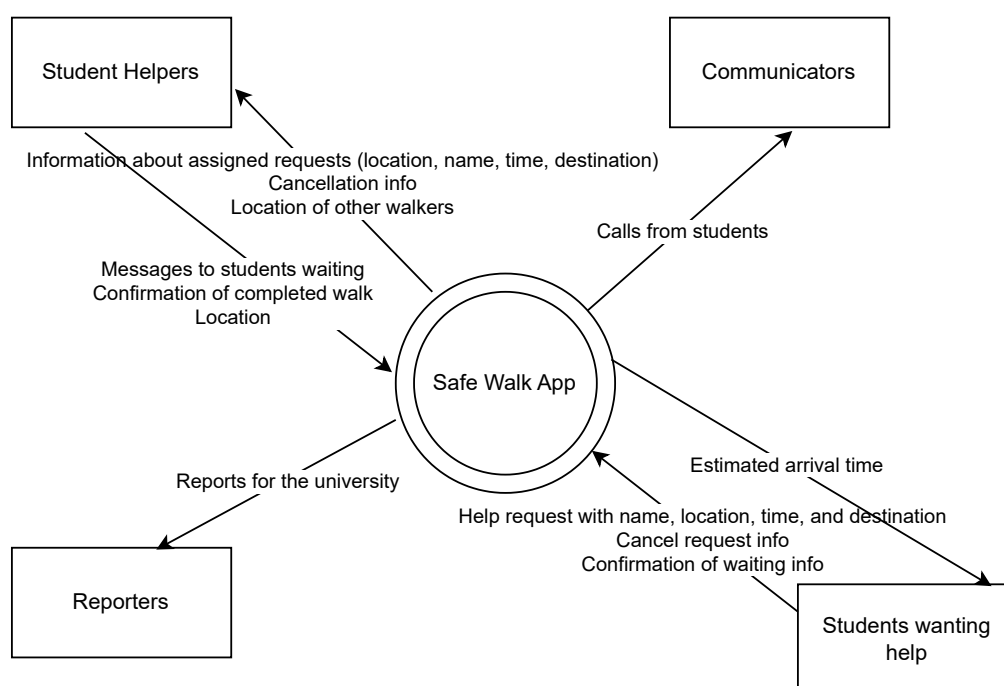 Student Helpers
Communicators
Information about assigned requests (location, name, time, destination)
Cancellation info
Location of other walkers
Calls from students
Messages to students waiting
Confirmation of completed walk
Location
Safe Walk App
Estimated arrival time
Reports for the university
Help request with name, location, time, and destination
Cancel request info
Confirmation of waiting info
Reporters
Students wanting
help